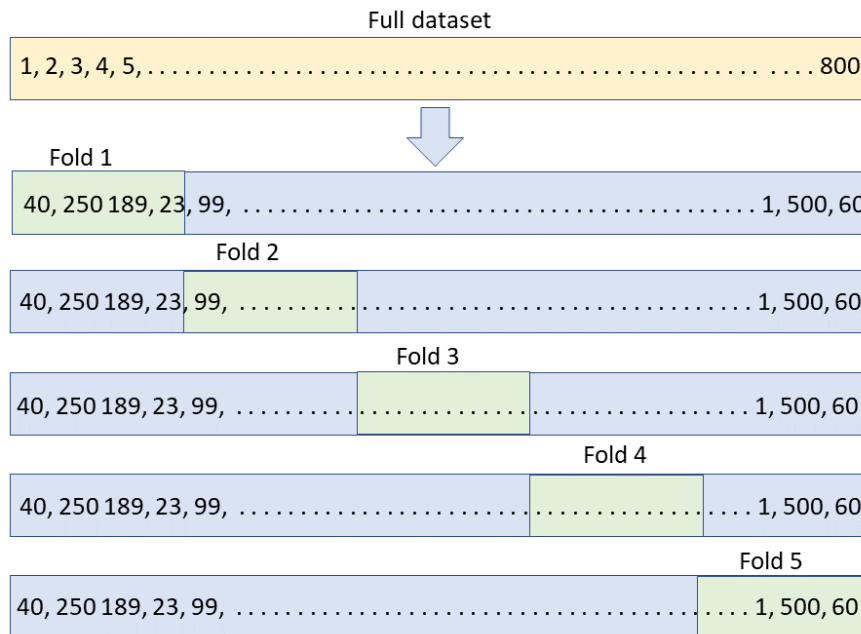 Full dataset
1, 2, 3, 4, 5, . . . . . . . . . . . . . . . . . . . . . . . . . . . . . . . . . . . . . . . . . . . . . . . . . . . . . . 800
Fold 1
40, 250 189, 23, 99, . . . . . . . . . . . . . . . . . . . . . . . . . . . . . . . . . . . . . . . . . 1, 500, 60
Fold 2
40, 250 189, 23, 99, . . . . . . . . . . . . . . . . . . . . . . . . . . . . . . . . . . . . . . . . . 1, 500, 60
Fold 3
40, 250 189, 23, 99, . . . . . . . . . . . . . . . . . . . . . . . . . . . . . . . . . . . . . . . . . 1, 500, 60
Fold 4
40, 250 189, 23, 99, . . . . . . . . . . . . . . . . . . . . . . . . . . . . . . . . . . . . . . . . . 1, 500, 60
Fold 5
40, 250 189, 23, 99, . . . . . . . . . . . . . . . . . . . . . . . . . . . . . . . . . . . . . . . . . 1, 500, 60